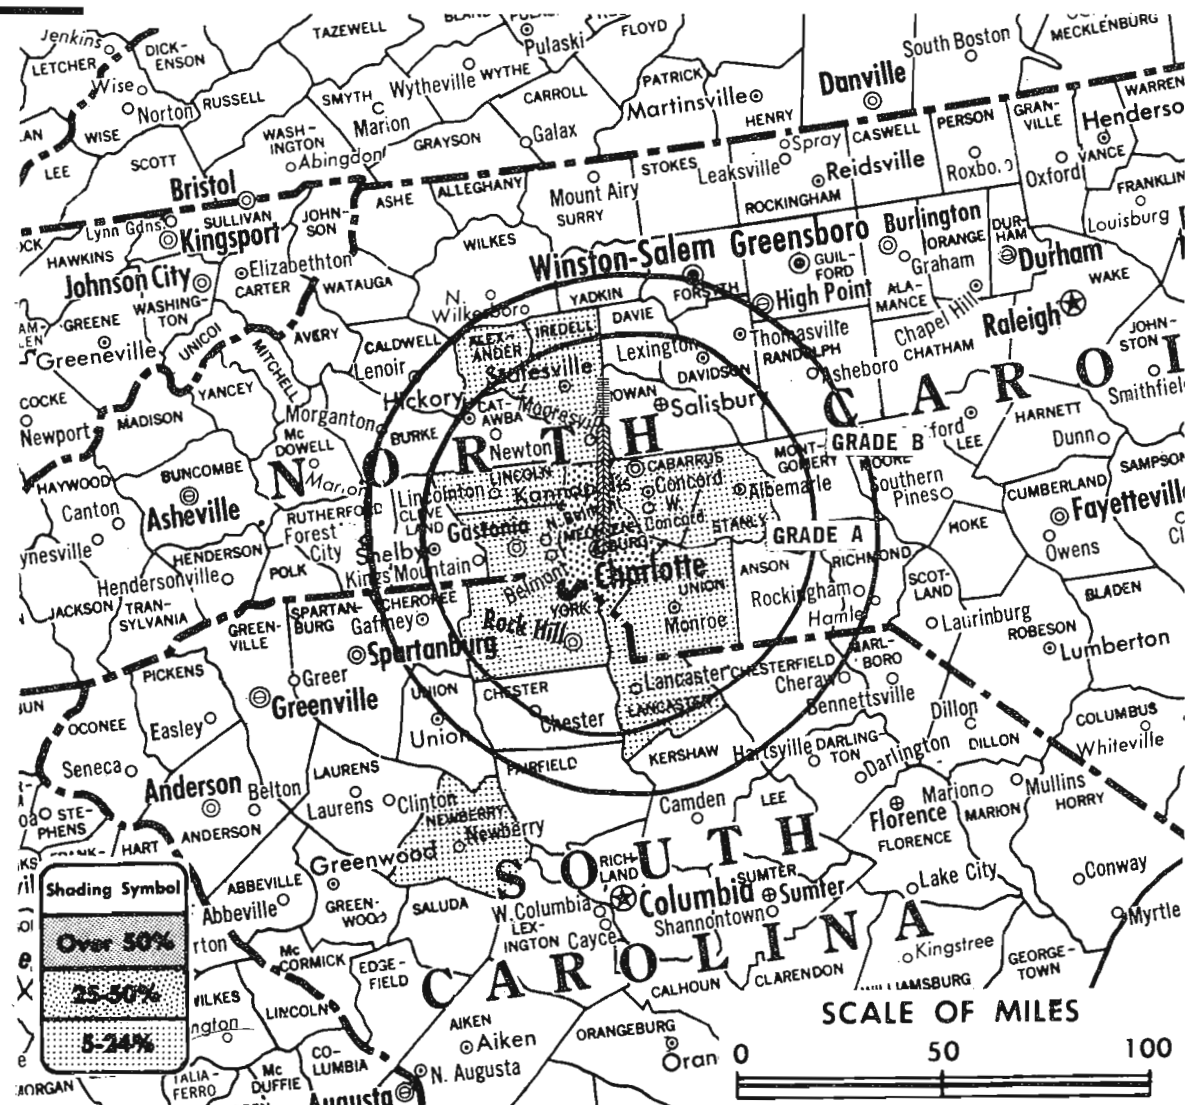 Jenkins
DICK-
ENSON
TAZEWELL
Pulaski
FLOYD
South Boston
MECKLENBURG
LETCHER
Wise
Norton
RUSSELL
SMYTH
Wytheville
WYTHE
CARROLL
PATRICK
Martinsville
HENRY
Danville
PERSON
GRAN-
VILLE
WARREN
WISE
LEE
SCOTT
WASH-
INGTON
Abingdon
Marion
GRAYSON
Galax
STOKES
Leaksville
Spray
CASWELL
Reidsville
ROCKINGHAM
Oxford
VANCE
FRANKLIN
Louisburg
Bristol
SULLIVAN
JOHN-
SON
ASHE
ALLEGHANY
Mount Airy
SURRY
Lynn Gdns.
Kingsport
HAWKINS
WILKES
Winston-Salem
Greensboro
Burlington
ORANGE
DUR-
HAM
Durham
WAKE
Johnson City
Elizabethton
CARTER
WATAUGA
GUIL-
FORD
Graham
WASHING-
TON
N.
Wilkesboro
YADKIN
FORSYTH
High Point
ALA-
MANCE
Chapel Hill
Raleigh
GREENE
Greeneville
UNICOI
MITCHELL
AVERY
CALDWELL
ALEX-
ANDER
IREDELL
DAVIE
Thomasville
RANDOLPH
CHATHAM
JOHN-
STON
Lenoir
Statesville
Lexington
DAVIDSON
Asheboro
Smithfield
COCKE
Newport
MADISON
YANCEY
Morganton
Hickory
CAT-
AWBA
Salisbury
LEE
HARNETT
Dunn
NORTH
CAROL
GRADE B
Mc
DOWELL
Marion
BURKE
Newton
LINCOLN
CABARRUS
MONT-
GOMERY
MOORE
SAMPSON
HAYWOOD
BUNCOMBE
Asheville
Canton
Lincolnton
Kannapolis
Concord
W.
Concord
Albemarle
Southern
Pines
CUMBERLAND
Fayetteville
RUTHERFORD
Forest
City
CLEVE
LAND
Gastonia
STANLY
GRADE A
HOKE
Owens
HENDERSON
Hendersonville
POLK
Shelby
Kings Mountain
Belmont
Charlotte
UNION
Monroe
ANSON
RICHMOND
Rockingham
Hamlet
SCOT-
LAND
Laurinburg
BLADEN
ROBESON
Lumberton
JACKSON
TRAN-
SYLVANIA
GREEN-
VILLE
SPARTAN-
BURG
CHEROKEE
Gaffney
YORK
Rock Hill
Spartanburg
PICKENS
Greer
Greenville
UNION
Union
CHESTER
Chester
Lancaster
LANCASTER
CHESTERFIELD
Cheraw
MARL-
BORO
Bennettsville
Dillon
DILLON
COLUMBUS
Whiteville
OCONEE
Easley
Seneca
Anderson
Belton
ANDERSON
LAURENS
Laurens
Clinton
FAIRFIELD
KERSHAW
Hartsville
DARLING-
TON
Darlington
Camden
LEE
Marion
MARION
Mullins
HORRY
STE-
PHENS
HART
NEWBERRY
Newberry
Florence
FLORENCE
Greenwood
Shading Symbol
Over 50%
25-50%
5-24%
ABBEVILLE
Abbeville
GREEN-
WOOD
SALUDA
SOUTH
RICH-
LAND
Columbia
SUMTER
Sumter
Lake City
Conway
W. Columbia
Shannontown
Myrtle
LEX-
INGTON
Cayce
Mc
CORMICK
EDGE-
FIELD
CAROLINA
Kingstree
CLARENDON
WILLIAMSBURG
GEORGE-
TOWN
WILKES
LINCOLN
CALHOUN
AIKEN
Aiken
ORANGEBURG
Oran
SCALE OF MILES
0 50 100
TALIA-
FERRO
Mc
DUFFIE
CO-
LUMBIA
N. Augusta
Augusta
MORGAN